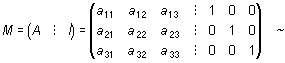 M = (A ⋮ I) = ( a11 a12 a13 ⋮ 1 0 0
a21 a22 a23 ⋮ 0 1 0
a31 a32 a33 ⋮ 0 0 1 ) ~